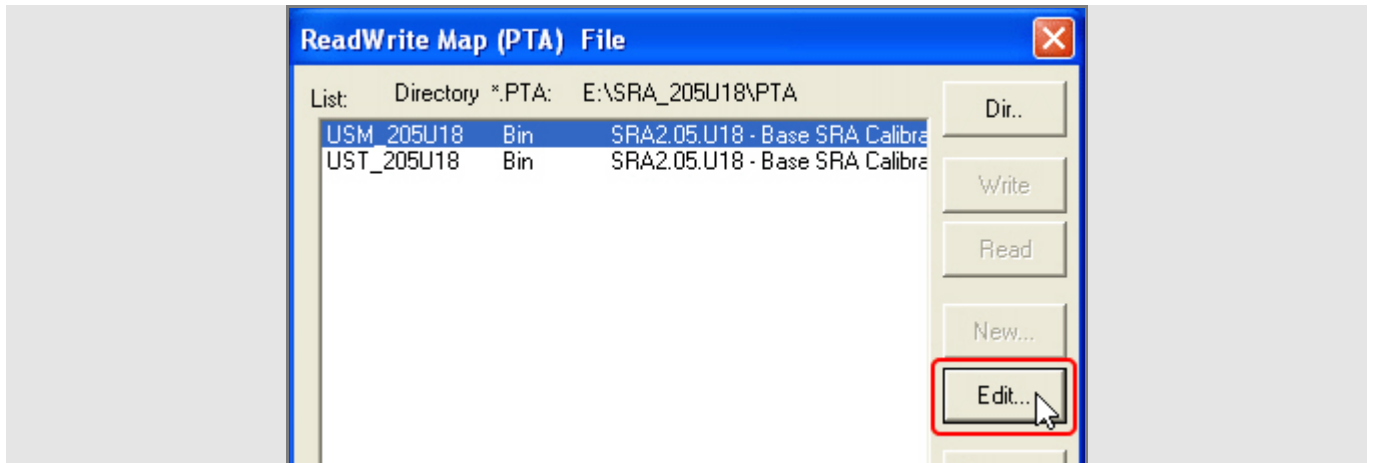 ReadWrite Map (PTA) File
List: Directory *.PTA: E:\SRA_205U18\PTA
Dir..
USM_205U18 Bin SRA2.05.U18 - Base SRA Calibra
UST_205U18 Bin SRA2.05.U18 - Base SRA Calibra
Write
Read
New...
Edit...